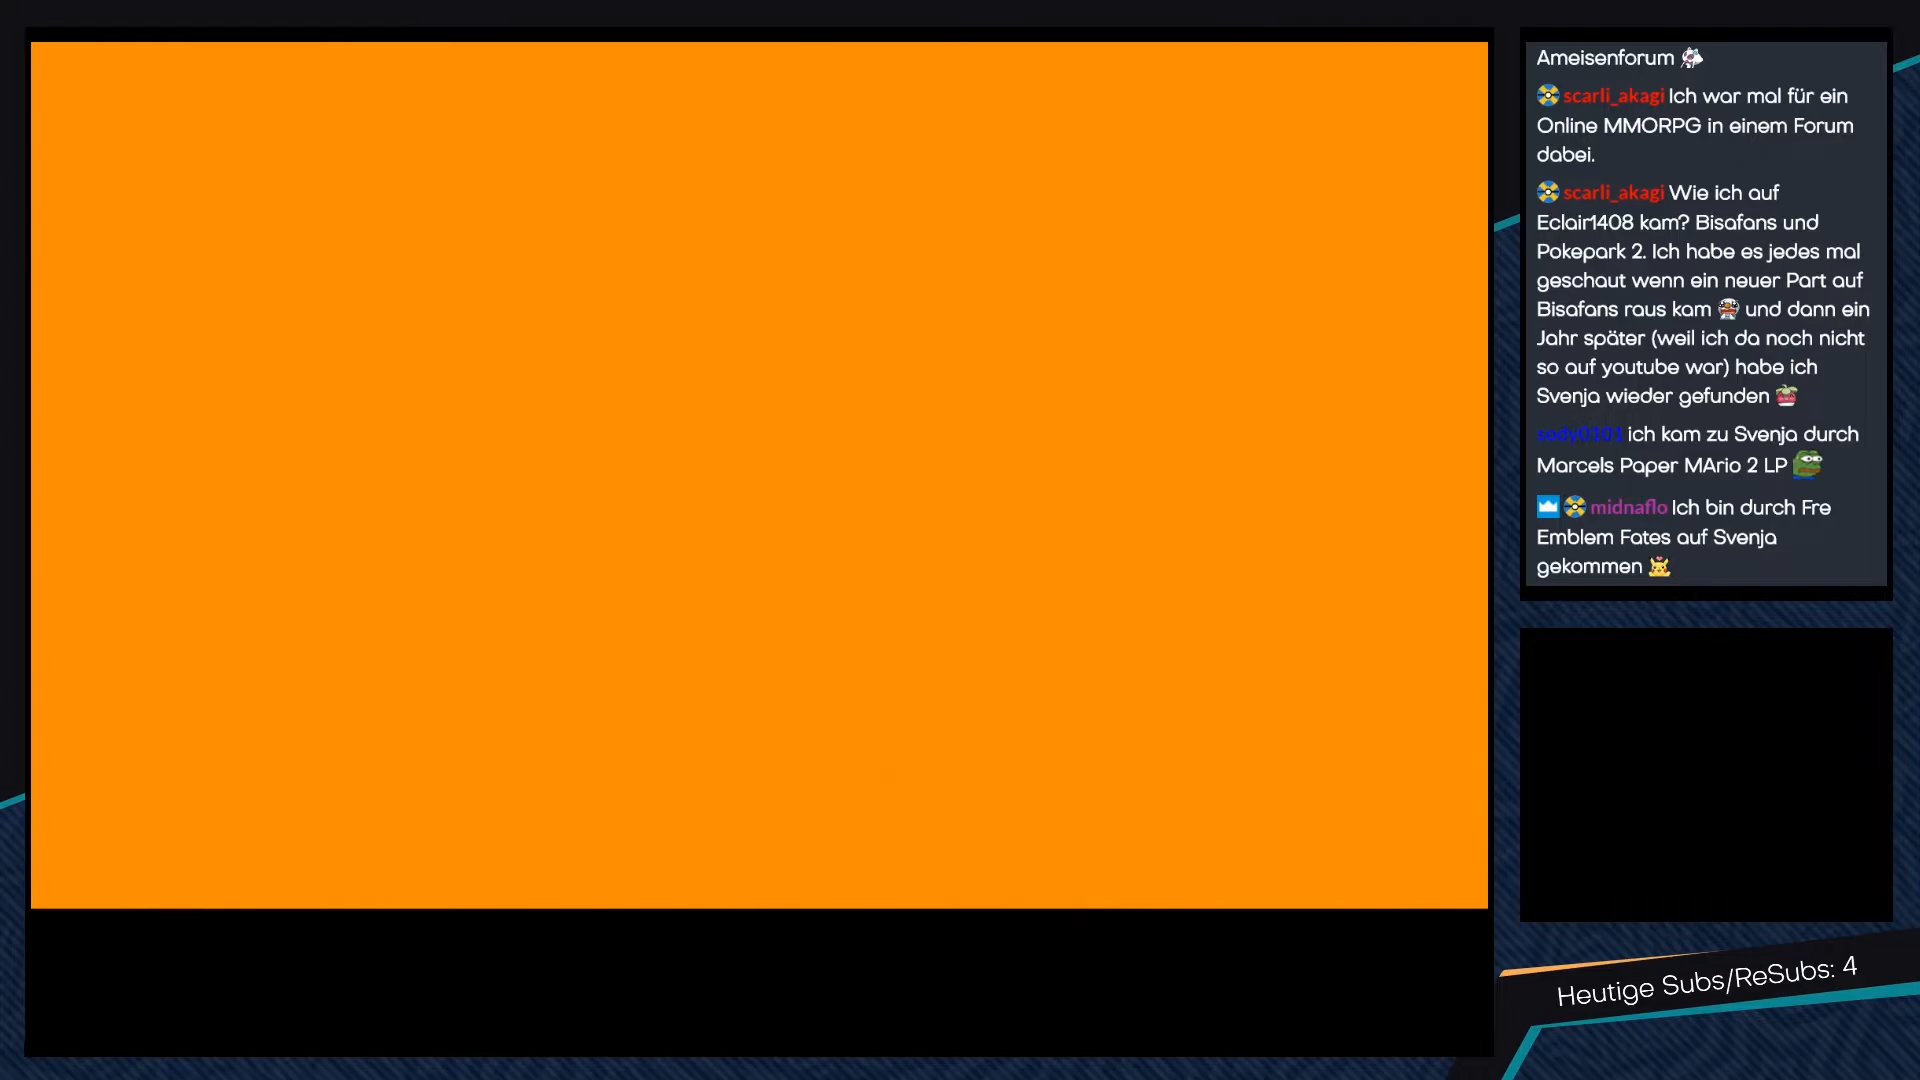 Ameisenforum
scarli_akagi Ich war mal für ein
Online MMORPG in einem Forum
dabei.
scarli_akagi Wie ich auf
Eclair1408 kam? Bisafans und
Pokepark 2. Ich habe es jedes mal
geschaut wenn ein neuer Part auf
Bisafans raus kam und dann ein
Jahr später (weil ich da noch nicht
so auf youtube war) habe ich
Svenja wieder gefunden
sody0101 ich kam zu Svenja durch
Marcels Paper MArio 2 LP
midnaflo Ich bin durch Fre
Emblem Fates auf Svenja
gekommen
Heutige Subs/ReSubs: 4